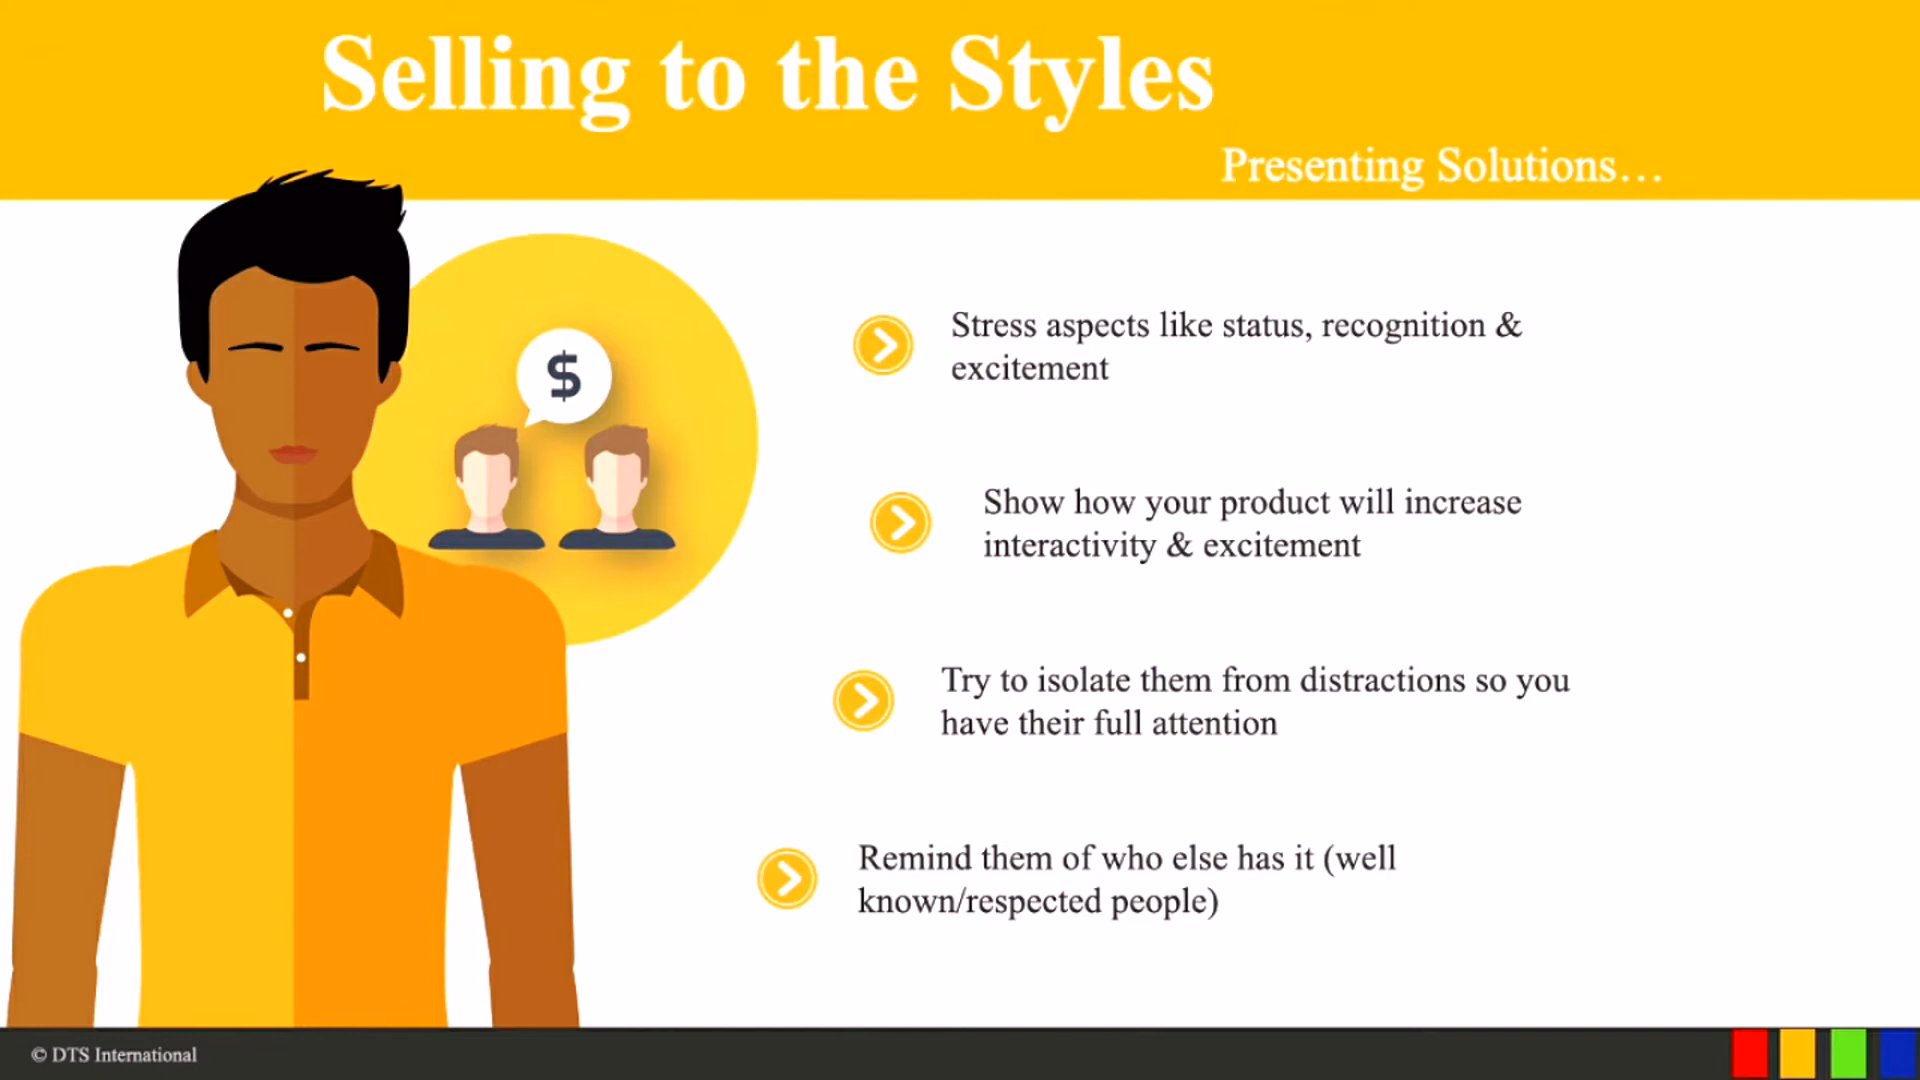 Selling to the Styles
Presenting Solutions…
$
Stress aspects like status, recognition &
excitement
Show how your product will increase
interactivity & excitement
Try to isolate them from distractions so you
have their full attention
Remind them of who else has it (well
known/respected people)
© DTS International